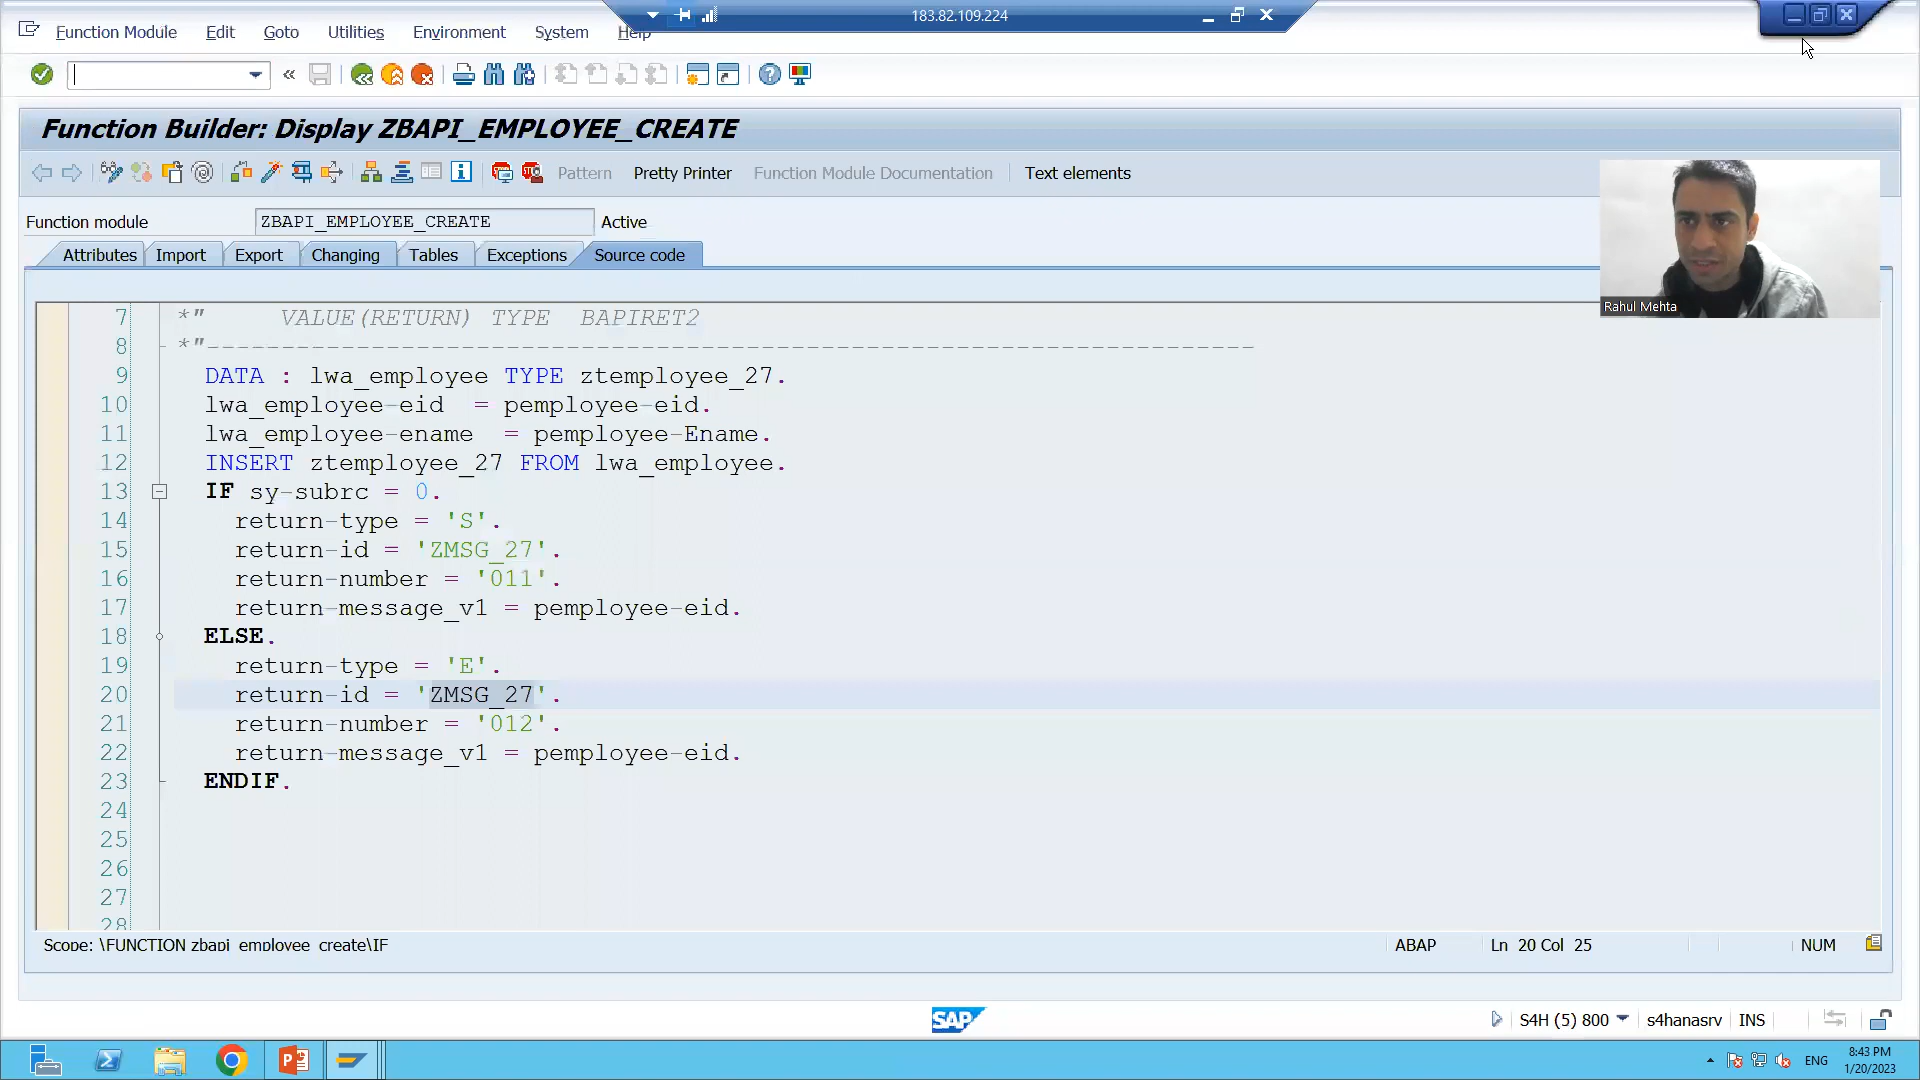 183.82.109.224
Function Module Edit Goto Utilities Environment System Help
Function Builder: Display ZBAPI_EMPLOYEE_CREATE
Pattern Pretty Printer Function Module Documentation Text elements
Function module ZBAPI_EMPLOYEE_CREATE Active
Attributes Import Export Changing Tables Exceptions Source code
Rahul Mehta
7 *" VALUE(RETURN) TYPE BAPIRET2
8 *"----------------------------------------------------------------------
9 DATA : lwa_employee TYPE ztemployee_27.
10 lwa_employee-eid = pemployee-eid.
11 lwa_employee-ename = pemployee-Ename.
12 INSERT ztemployee_27 FROM lwa_employee.
13 IF sy-subrc = 0.
14 return-type = 'S'.
15 return-id = 'ZMSG_27'.
16 return-number = '011'.
17 return-message_v1 = pemployee-eid.
18 ELSE.
19 return-type = 'E'.
20 return-id = 'ZMSG_27'.
21 return-number = '012'.
22 return-message_v1 = pemployee-eid.
23 ENDIF.
24
25
26
27
28
Scope: \FUNCTION zbapi_employee_create\IF ABAP Ln 20 Col 25 NUM
SAP S4H (5) 800 s4hanasrv INS
ENG 8:43 PM
1/20/2023